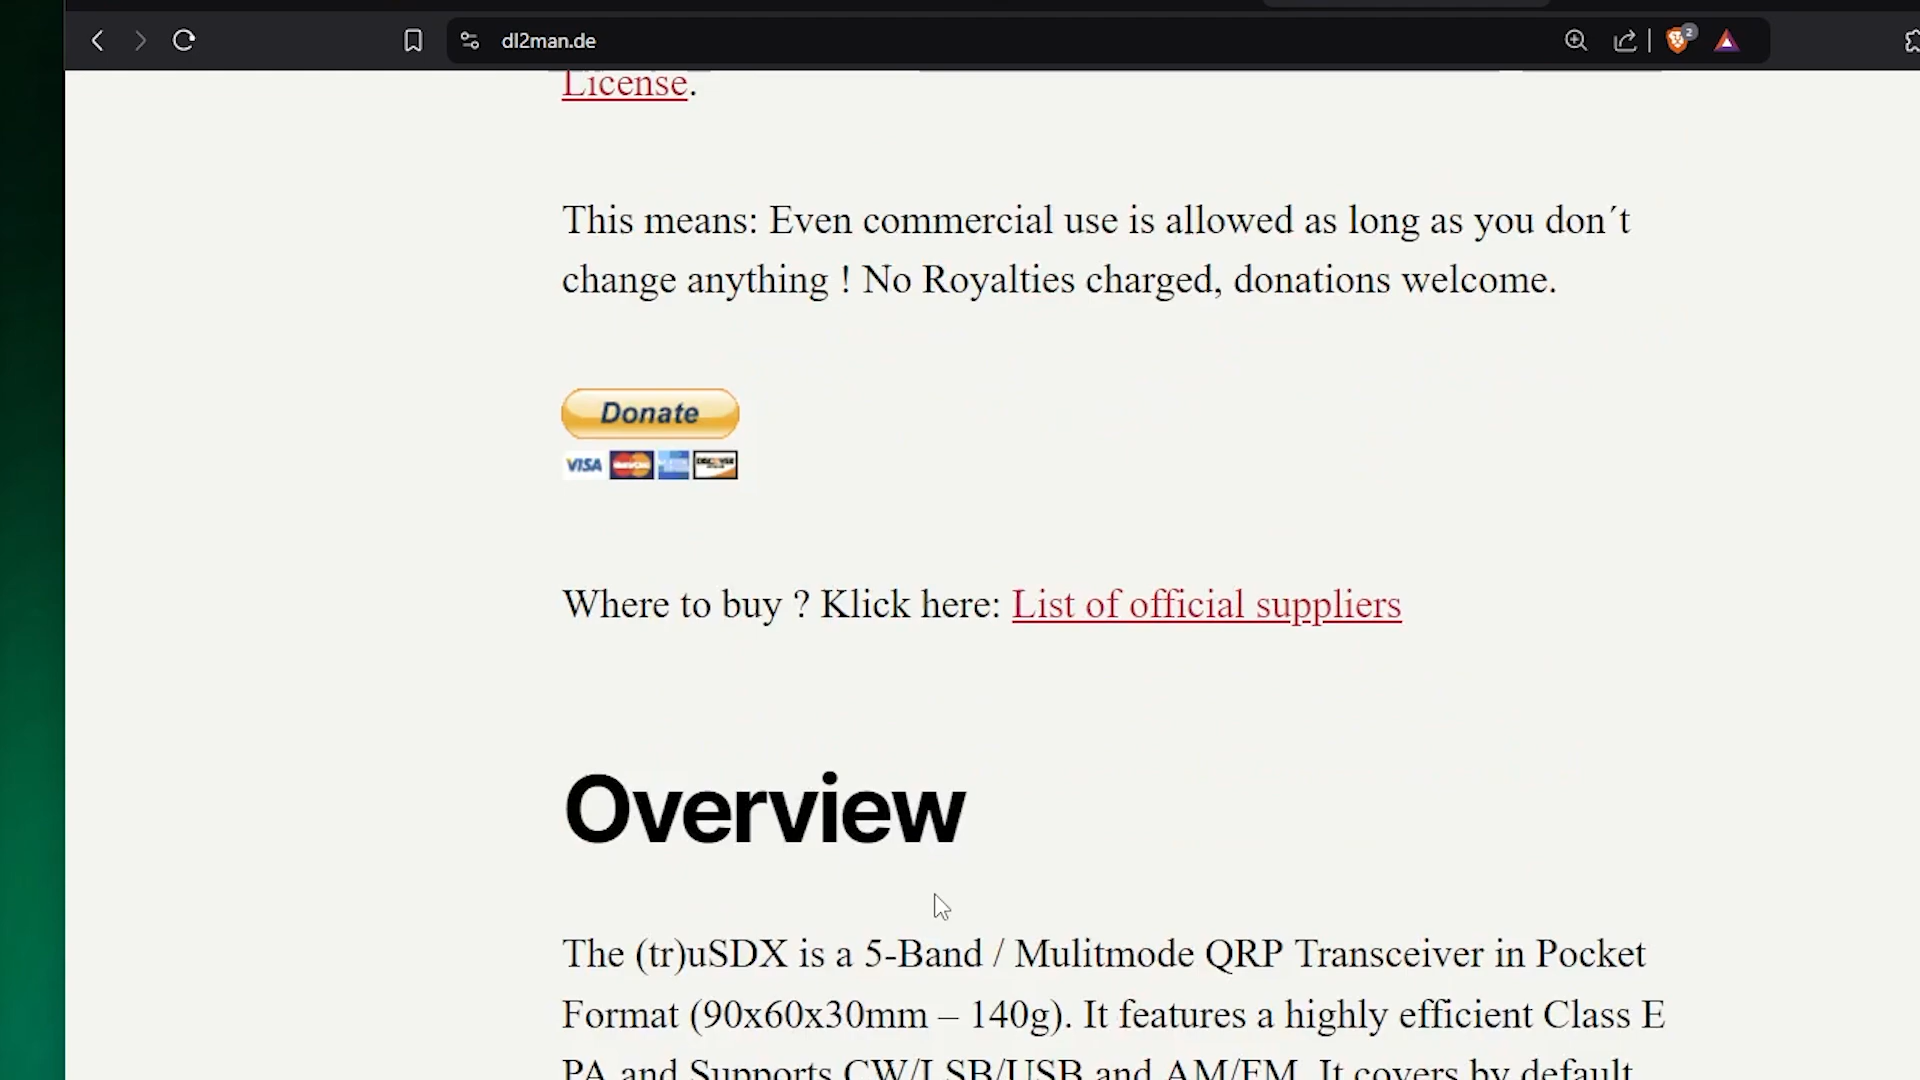 dl2man.de
2
License.
This means: Even commercial use is allowed as long as you don´t
change anything ! No Royalties charged, donations welcome.
Donate
VISA
DISCOVER
Where to buy ? Klick here: List of official suppliers
Overview
The (tr)uSDX is a 5-Band / Mulitmode QRP Transceiver in Pocket
Format (90x60x30mm – 140g). It features a highly efficient Class E
PA and Supports CW/LSB/USB and AM/FM. It covers by default